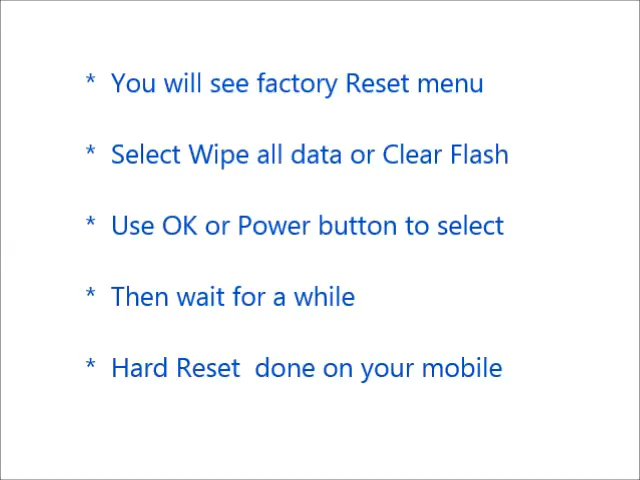 * You will see factory Reset menu
* Select Wipe all data or Clear Flash
* Use OK or Power button to select
* Then wait for a while
* Hard Reset  done on your mobile